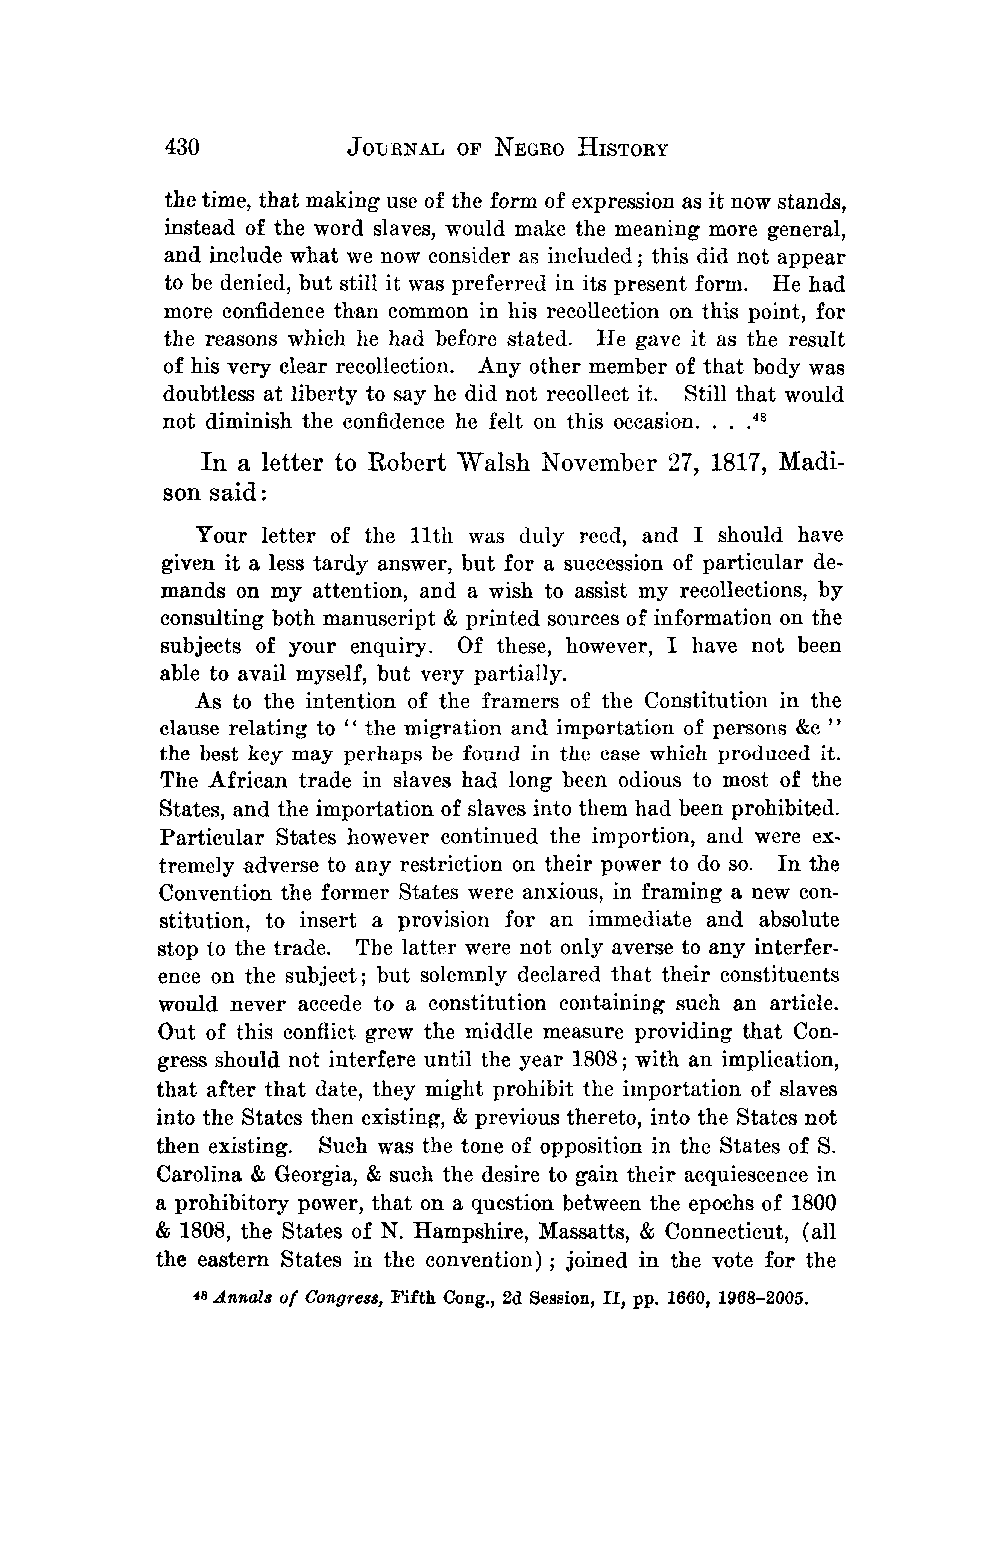 430 JOURNAL OF NEGRO HISTORY
the time, that making use of the form of expression as it now stands,
instead of the word slaves, would make the meaning more general,
and include what we now consider as included; this did not appear
to be denied, but still it was preferred in its present form. He had
more confidence than common in his recollection on this point, for
the reasons which he had before stated. He gave it as the result
of his very clear recollection. Any other member of that body was
doubtless at liberty to say he did not recollect it. Still that would
not diminish the confidence he felt on this occasion. . . .48
In a letter to Robert Walsh November 27, 1817, Madi-
son said:
Your letter of the 11th was duly recd, and I should have
given it a less tardy answer, but for a succession of particular de-
mands on my attention, and a wish to assist my recollections, by
consulting both manuscript & printed sources of information on the
subjects of your enquiry. Of these, however, I have not been
able to avail myself, but very partially.
As to the intention of the framers of the Constitution in the
clause relating to “ the migration and importation of persons &c ”
the best key may perhaps be found in the case which produced it.
The African trade in slaves had long been odious to most of the
States, and the importation of slaves into them had been prohibited.
Particular States however continued the importion, and were ex-
tremely adverse to any restriction on their power to do so. In the
Convention the former States were anxious, in framing a new con-
stitution, to insert a provision for an immediate and absolute
stop to the trade. The latter were not only averse to any interfer-
ence on the subject; but solemnly declared that their constituents
would never accede to a constitution containing such an article.
Out of this conflict grew the middle measure providing that Con-
gress should not interfere until the year 1808; with an implication,
that after that date, they might prohibit the importation of slaves
into the States then existing, & previous thereto, into the States not
then existing. Such was the tone of opposition in the States of S.
Carolina & Georgia, & such the desire to gain their acquiescence in
a prohibitory power, that on a question between the epochs of 1800
& 1808, the States of N. Hampshire, Massatts, & Connecticut, (all
the eastern States in the convention); joined in the vote for the
48 Annals of Congress, Fifth Cong., 2d Session, II, pp. 1660, 1968–2005.